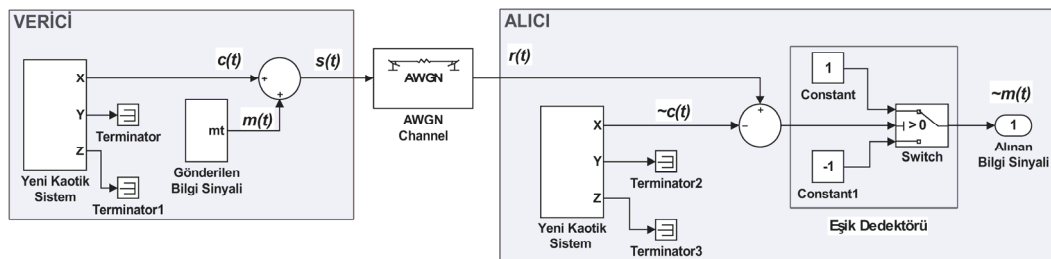 VERİCİ
X
Y
Z
Yeni Kaotik
Sistem
Terminator
Terminator1
c(t)
+
+
s(t)
m(t)
mt
Gönderilen
Bilgi Sinyali
AWGN
AWGN
Channel
ALICI
r(t)
X
Y
Z
Yeni Kaotik
Sistem
Terminator2
Terminator3
~c(t)
+
−
1
Constant
-1
Constant1
> 0
Switch
Eşik Dedektörü
~m(t)
1
Alınan
Bilgi Sinyali